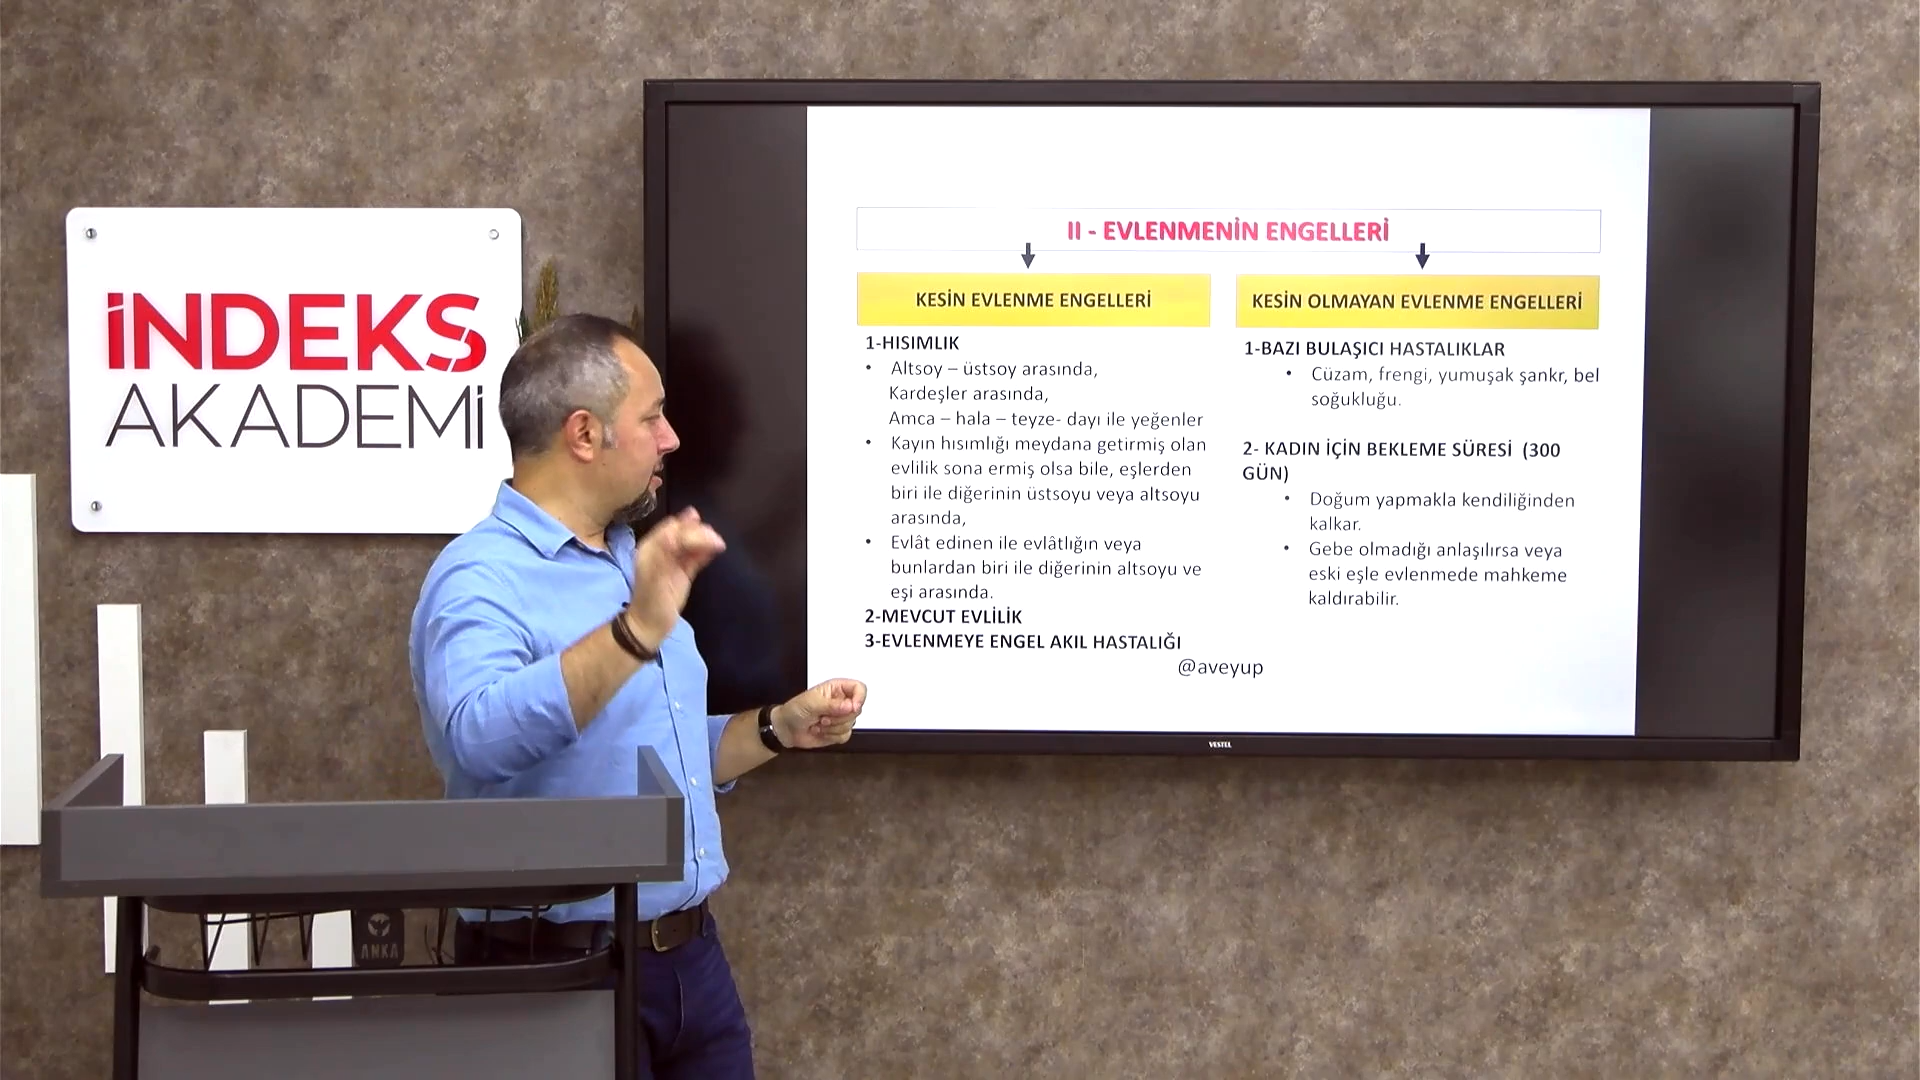 İNDEKS
AKADEMİ
II - EVLENMENİN ENGELLERİ
KESİN EVLENME ENGELLERİ
1-HISIMLIK
• Altsoy – üstsoy arasında,
Kardeşler arasında,
Amca – hala – teyze- dayı ile yeğenler
• Kayın hısımlığı meydana getirmiş olan
evlilik sona ermiş olsa bile, eşlerden
biri ile diğerinin üstsoyu veya altsoyu
arasında,
• Evlât edinen ile evlâtlığın veya
bunlardan biri ile diğerinin altsoyu ve
eşi arasında.
2-MEVCUT EVLİLİK
3-EVLENMEYE ENGEL AKIL HASTALIĞI
KESİN OLMAYAN EVLENME ENGELLERİ
1-BAZI BULAŞICI HASTALIKLAR
• Cüzam, frengi, yumuşak şankr, bel
soğukluğu.
2- KADIN İÇİN BEKLEME SÜRESİ (300
GÜN)
• Doğum yapmakla kendiliğinden
kalkar.
• Gebe olmadığı anlaşılırsa veya
eski eşle evlenmede mahkeme
kaldırabilir.
@aveyup
VESTEL
ANKA